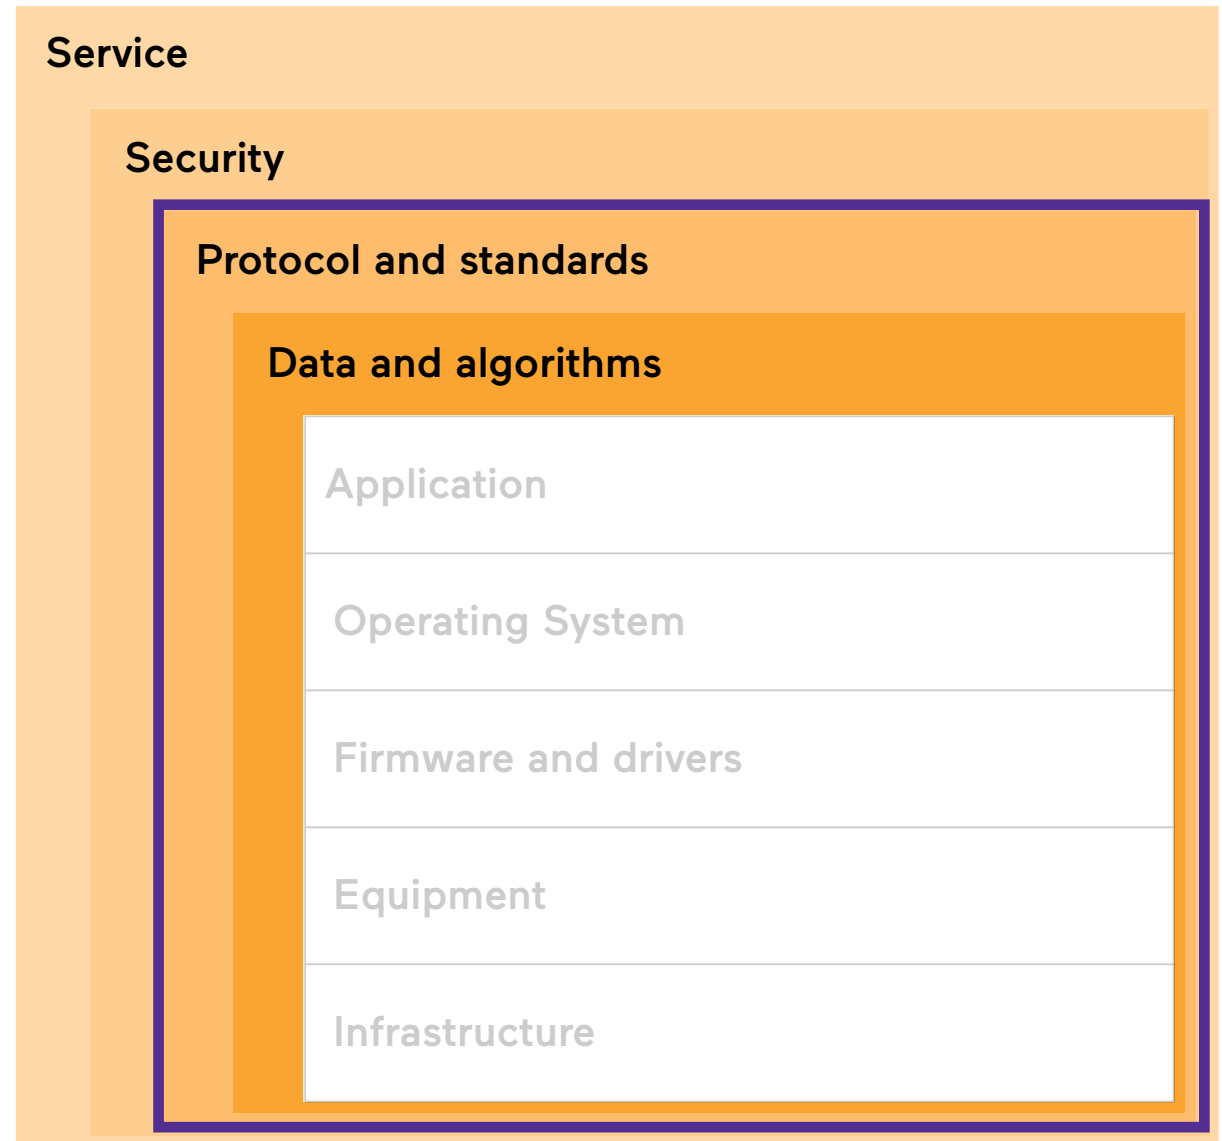 Service
Security
Protocol and standards
Data and algorithms
Application
Operating System
Firmware and drivers
Equipment
Infrastructure